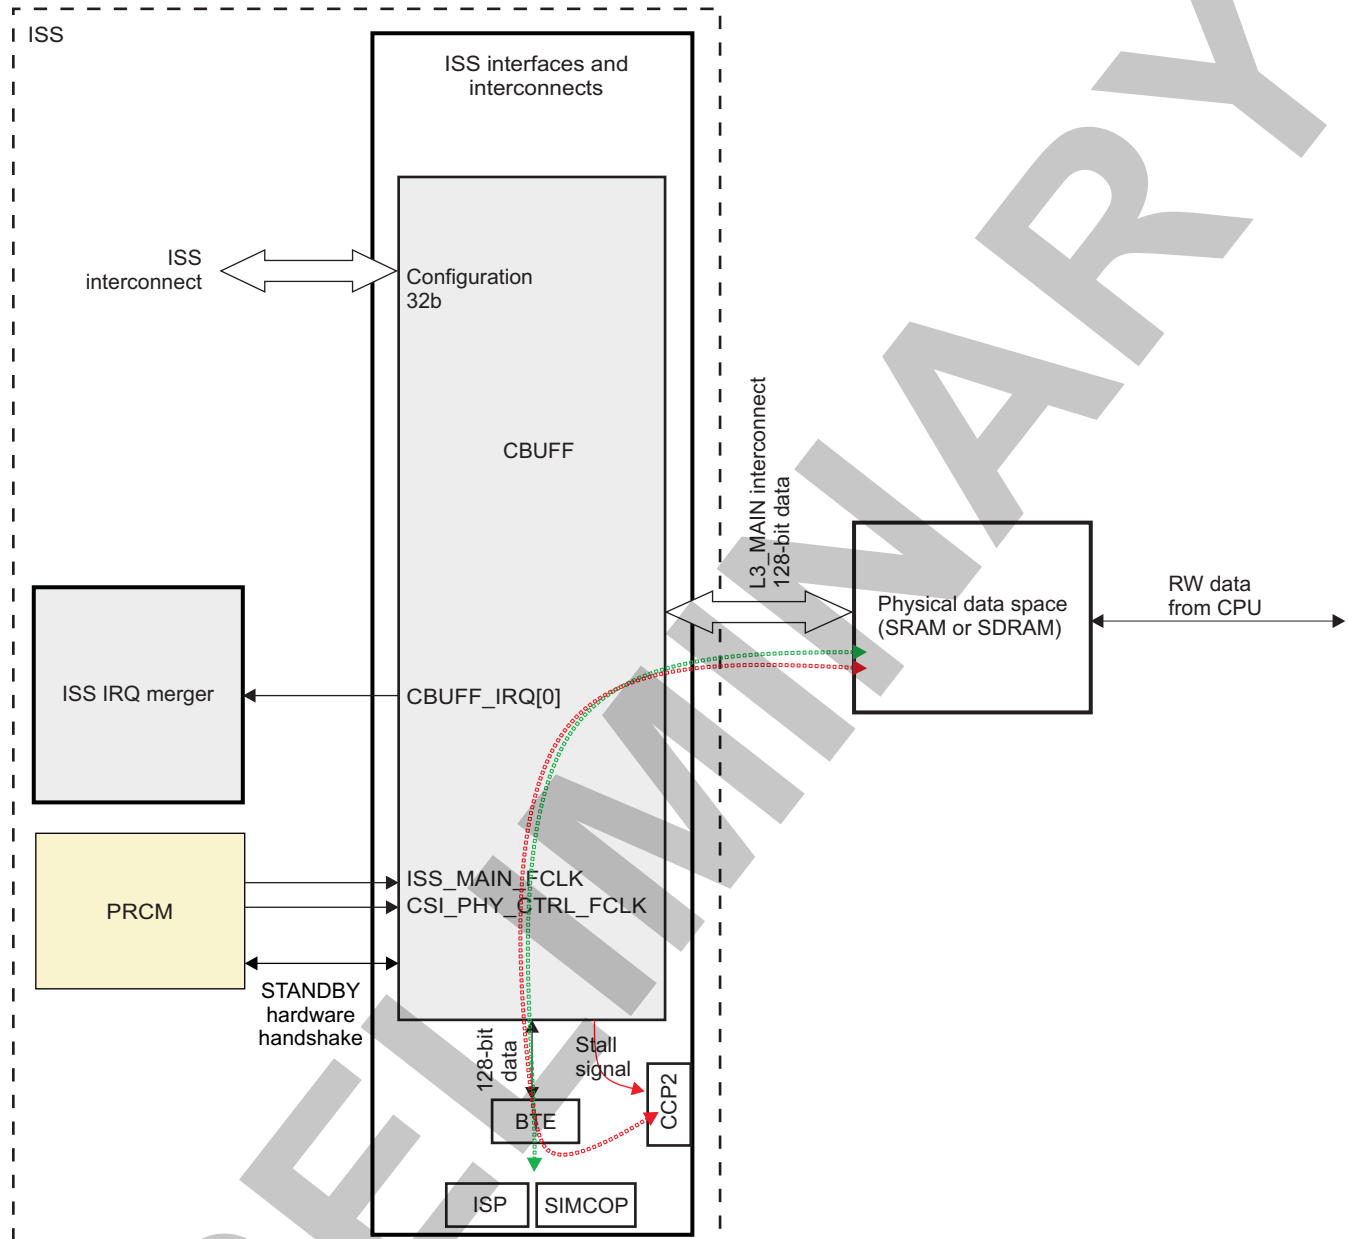 ISS
ISS interfaces and
interconnects
ISS
interconnect
Configuration
32b
CBUFF
L3_MAIN interconnect
128-bit data
Physical data space
(SRAM or SDRAM)
RW data
from CPU
ISS IRQ merger
CBUFF_IRQ[0]
PRCM
ISS_MAIN_FCLK
CSI_PHY_CTRL_FCLK
STANDBY
hardware
handshake
128-bit
data
Stall
signal
CCP2
BTE
ISP
SIMCOP
ELIMINARY